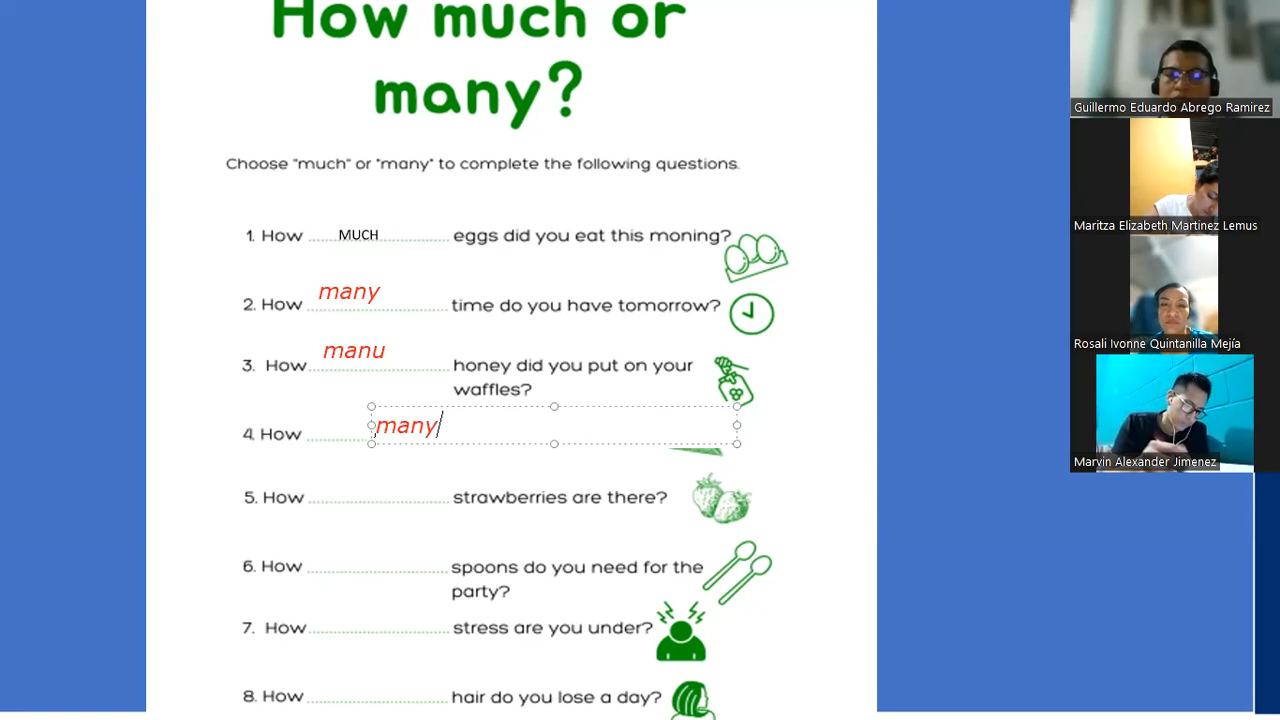 How much or
many?
Guillermo Eduardo Abrego Ramirez
Choose "much" or "many" to complete the following questions.
Maritza Elizabeth Martinez Lemus
1. How MUCH eggs did you eat this moning?
2. How many time do you have tomorrow?
Rosali Ivonne Quintanilla Mejía
3. How manu honey did you put on your
waffles?
4. How many
Marvin Alexander Jimenez
5. How strawberries are there?
6. How spoons do you need for the
party?
7. How stress are you under?
8. How hair do you lose a day?